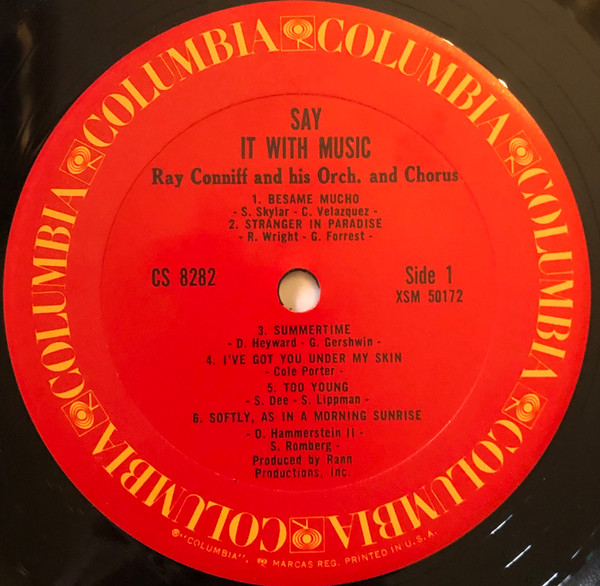 COLUMBIA COLUMBIA COLUMBIA COLUMBIA COLUMBIA COLUMBIA COLUMBIA
SAY
IT WITH MUSIC
Ray Conniff and his Orch. and Chorus
1. BESAME MUCHO
- S. Skylar - C. Velazquez -
2. STRANGER IN PARADISE
- R. Wright - G. Forrest -
CS 8282
Side 1
XSM 50172
3. SUMMERTIME
- D. Heyward - G. Gershwin -
4. I'VE GOT YOU UNDER MY SKIN
- Cole Porter -
5. TOO YOUNG
- S. Dee - S. Lippman -
6. SOFTLY, AS IN A MORNING SUNRISE
- O. Hammerstein II -
S. Romberg -
Produced by Rann
Productions, Inc.
® "COLUMBIA", MARCAS REG. PRINTED IN U.S.A.